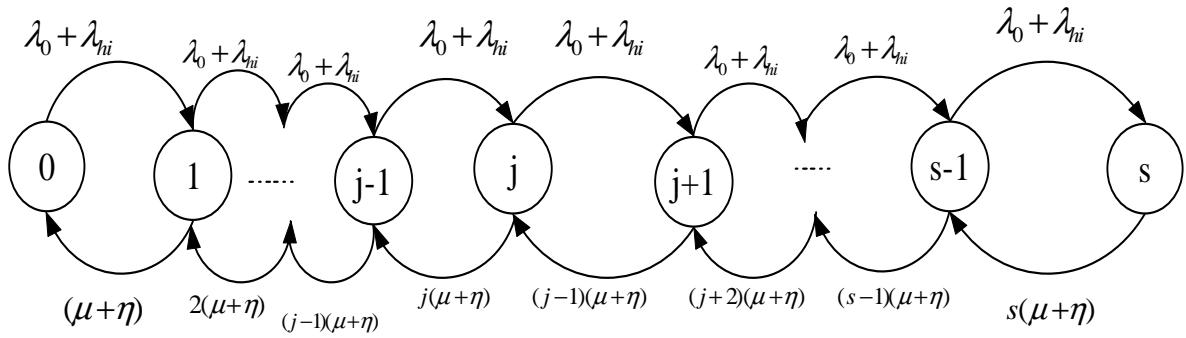 λ₀ + λₕᵢ λ₀ + λₕᵢ λ₀ + λₕᵢ λ₀ + λₕᵢ λ₀ + λₕᵢ λ₀ + λₕᵢ λ₀ + λₕᵢ λ₀ + λₕᵢ
0 1 ...... j-1 j j+1 ...... s-1 s
(μ+η) 2(μ+η) (j−1)(μ+η) j(μ+η) (j−1)(μ+η) (j+2)(μ+η) (s−1)(μ+η) s(μ+η)